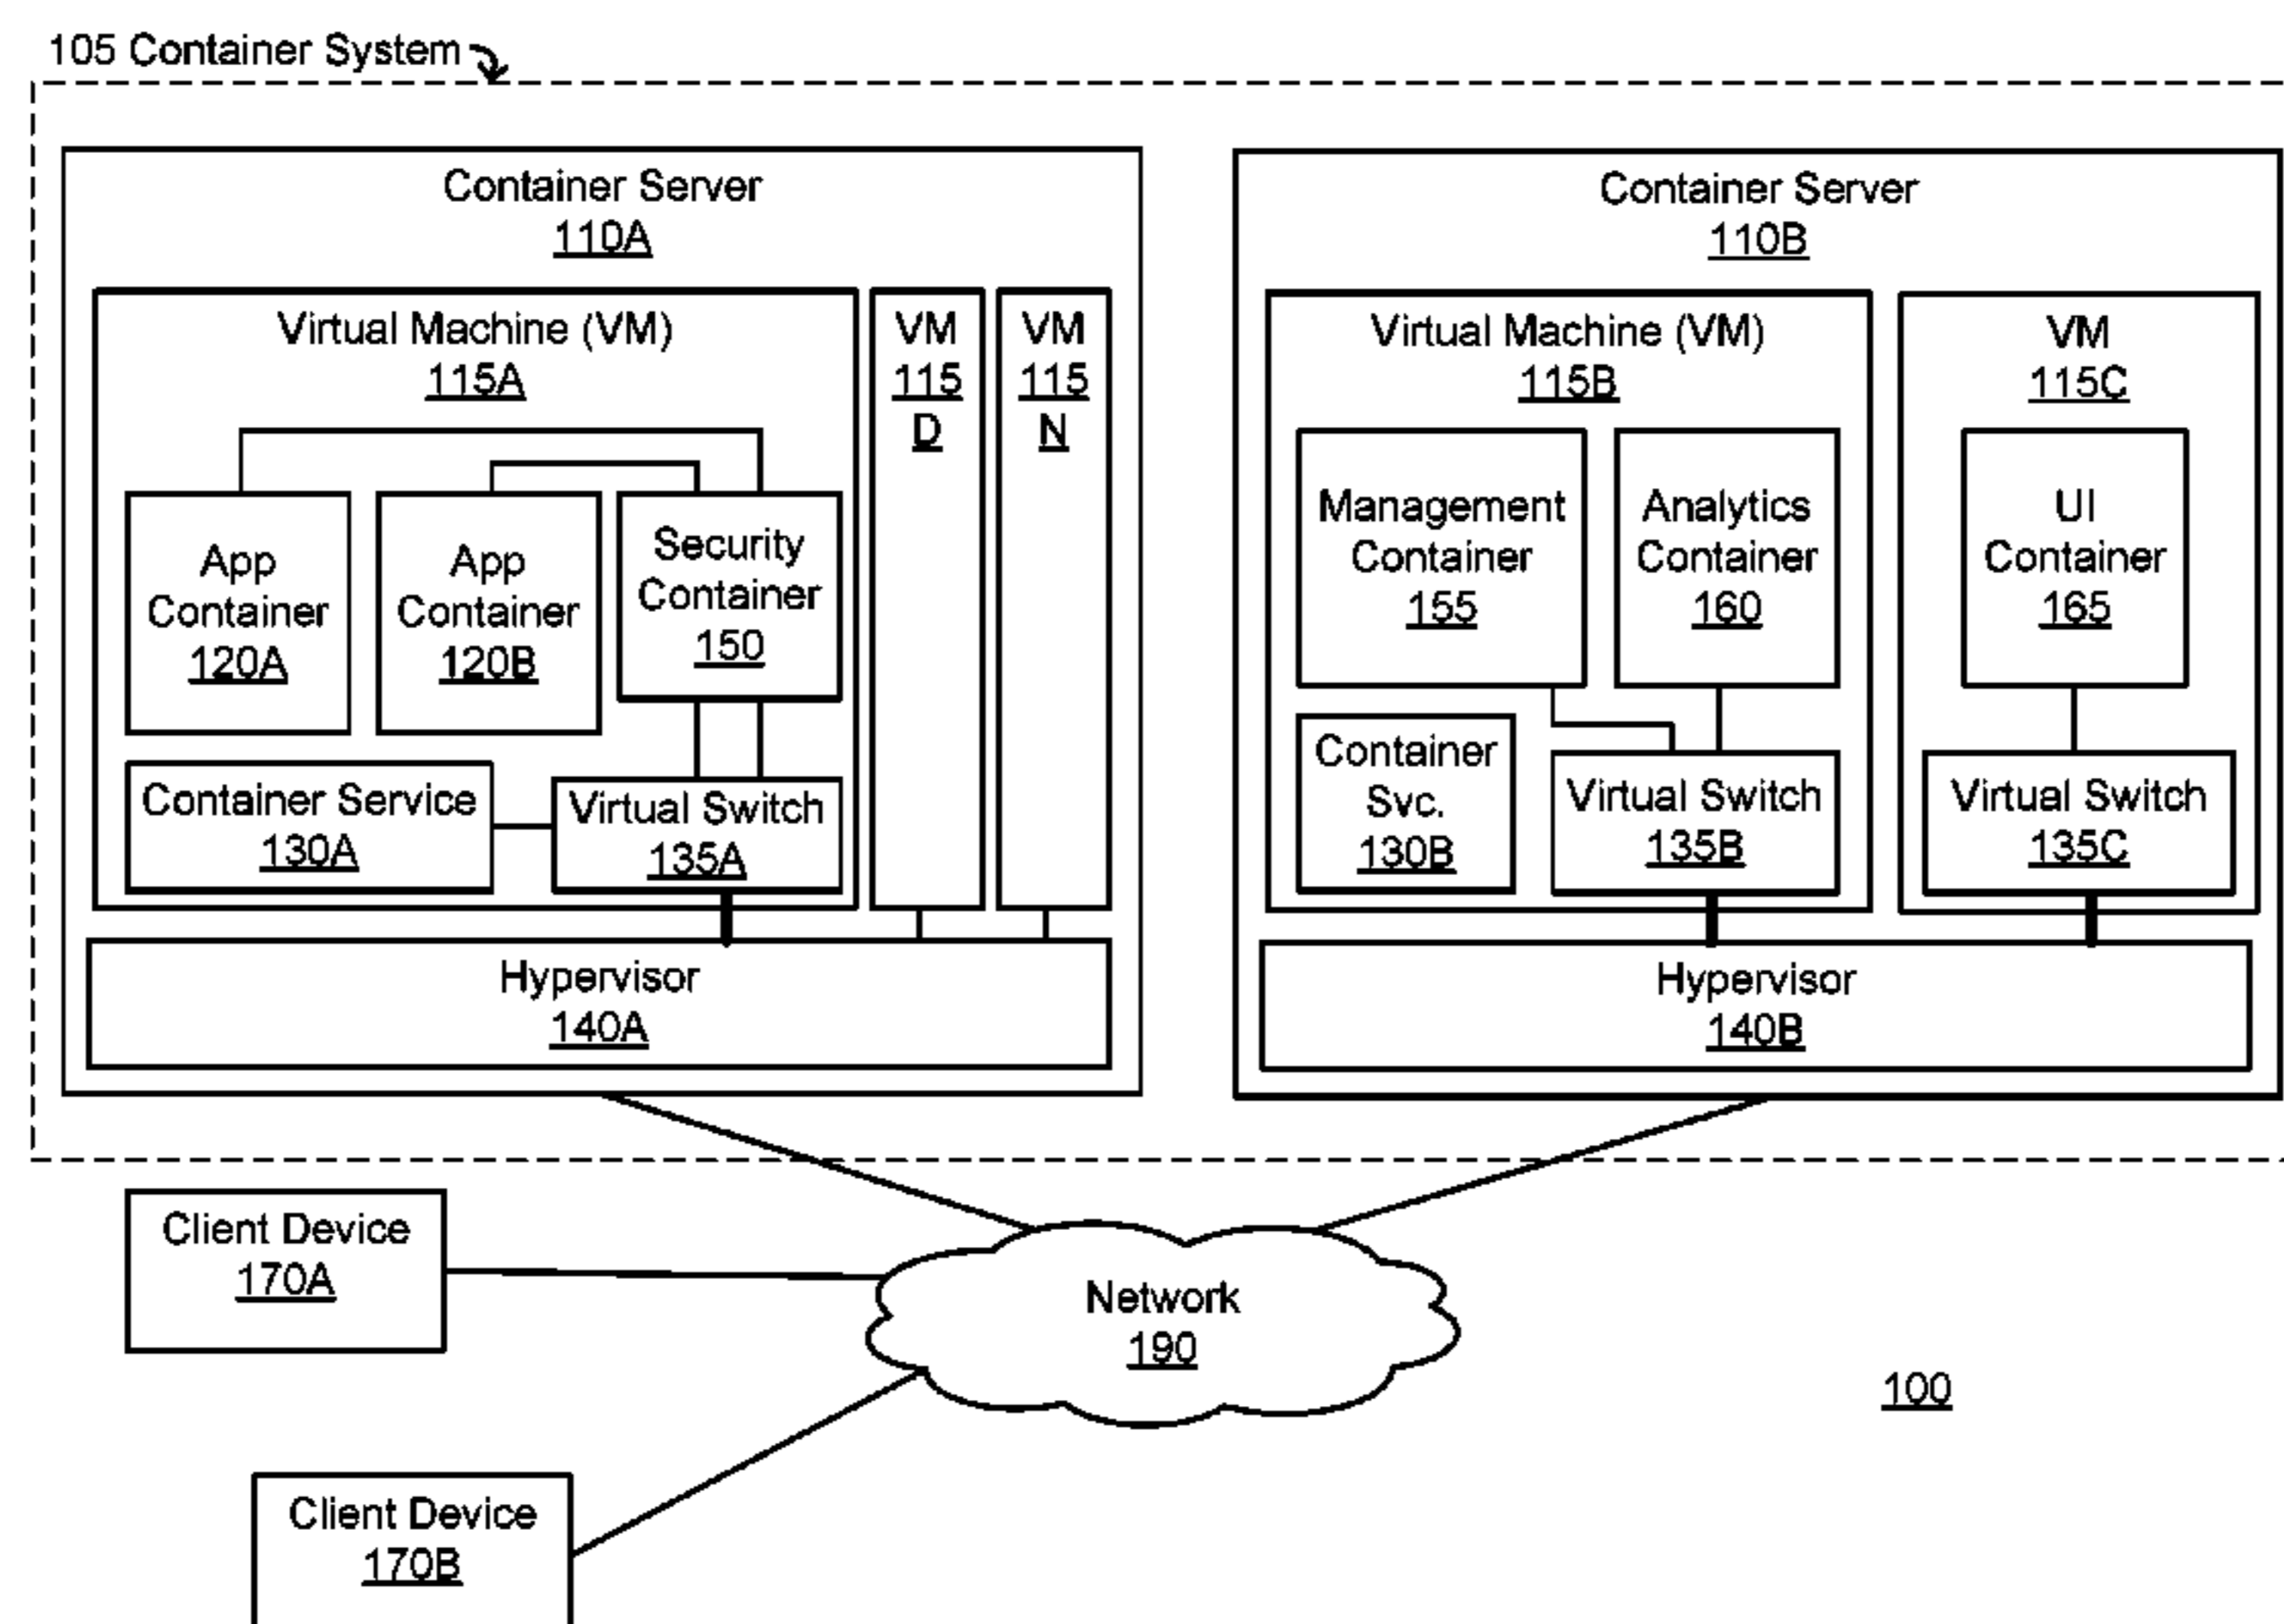 105 Container System
Container Server
110A
Virtual Machine (VM)
115A
VM
115
D
VM
115
N
App
Container
120A
App
Container
120B
Security
Container
150
Container Service
130A
Virtual Switch
135A
Hypervisor
140A
Container Server
110B
Virtual Machine (VM)
115B
VM
115C
Management
Container
155
Analytics
Container
160
UI
Container
165
Container
Svc.
130B
Virtual Switch
135B
Virtual Switch
135C
Hypervisor
140B
Client Device
170A
Network
190
100
Client Device
170B